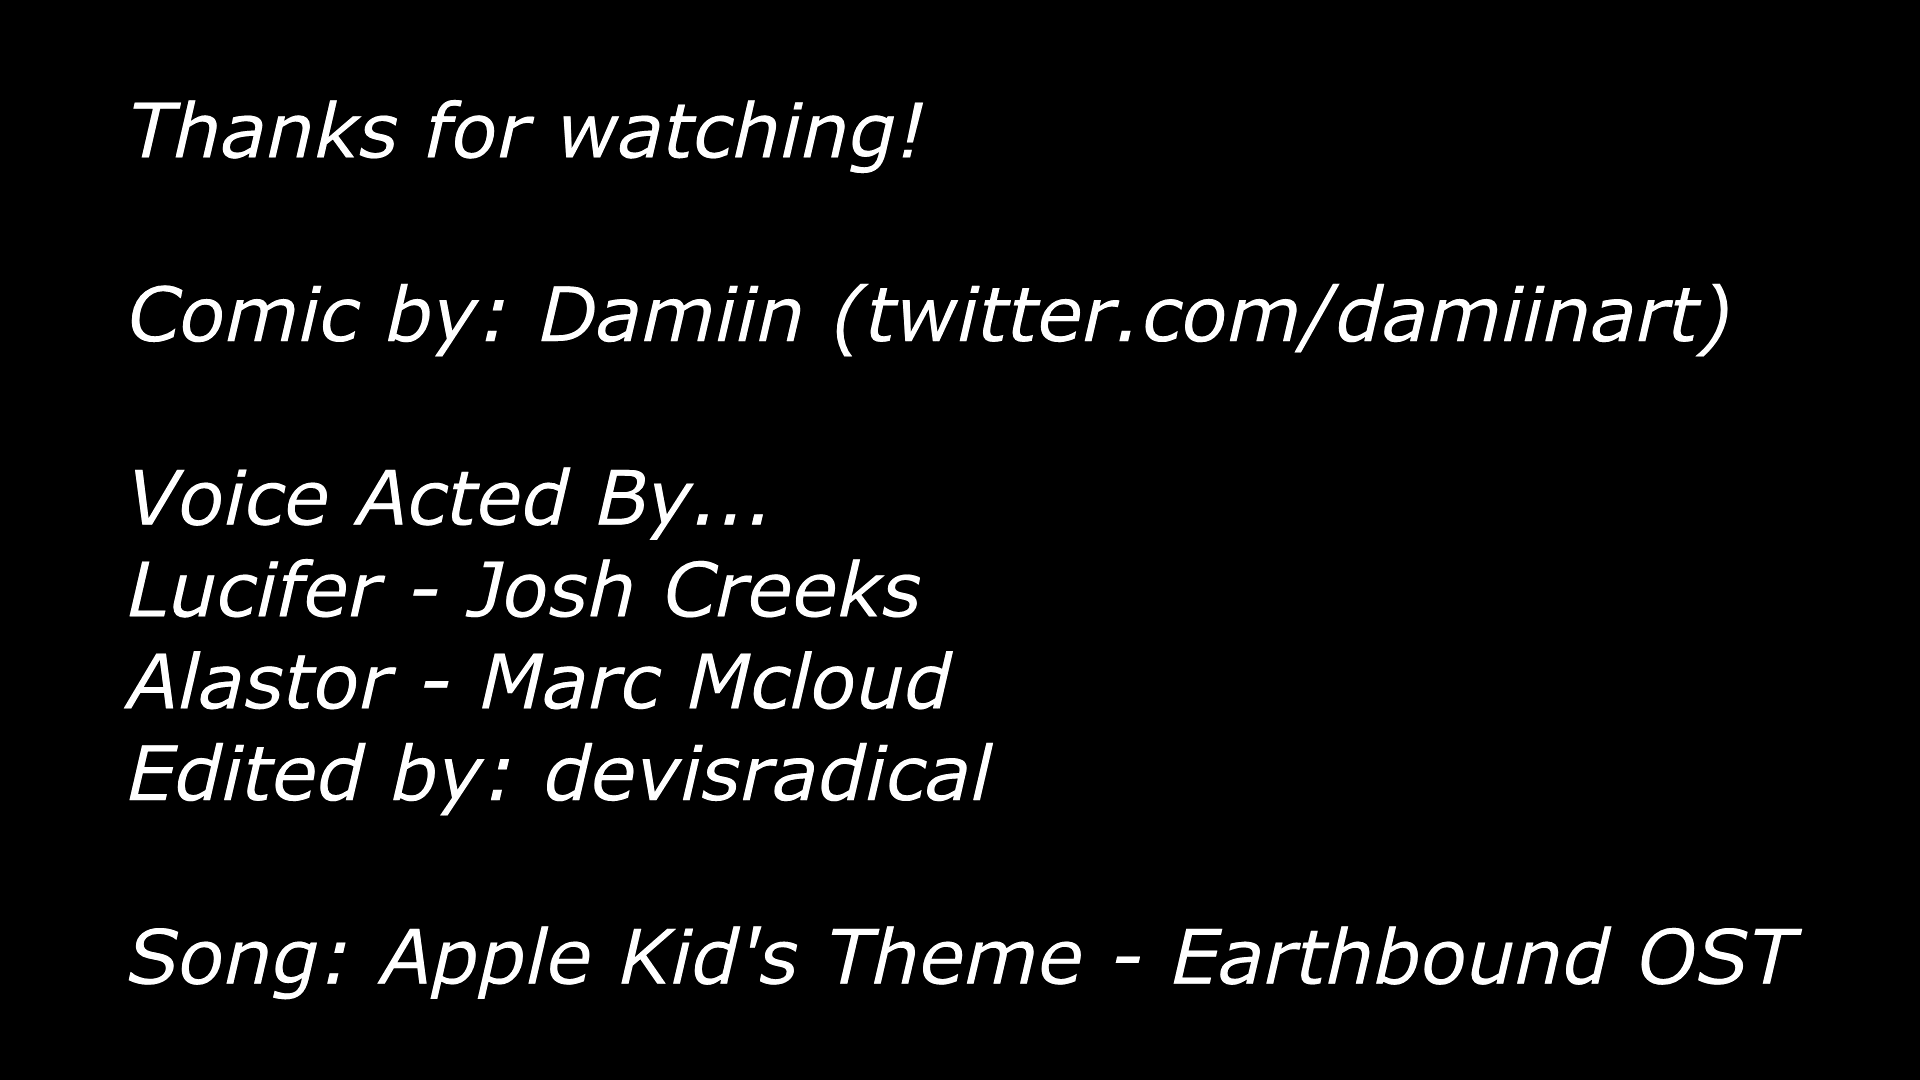 Thanks for watching!
Comic by: Damiin (twitter.com/damiinart)
Voice Acted By...
Lucifer - Josh Creeks
Alastor - Marc Mcloud
Edited by: devisradical
Song: Apple Kid's Theme - Earthbound OST